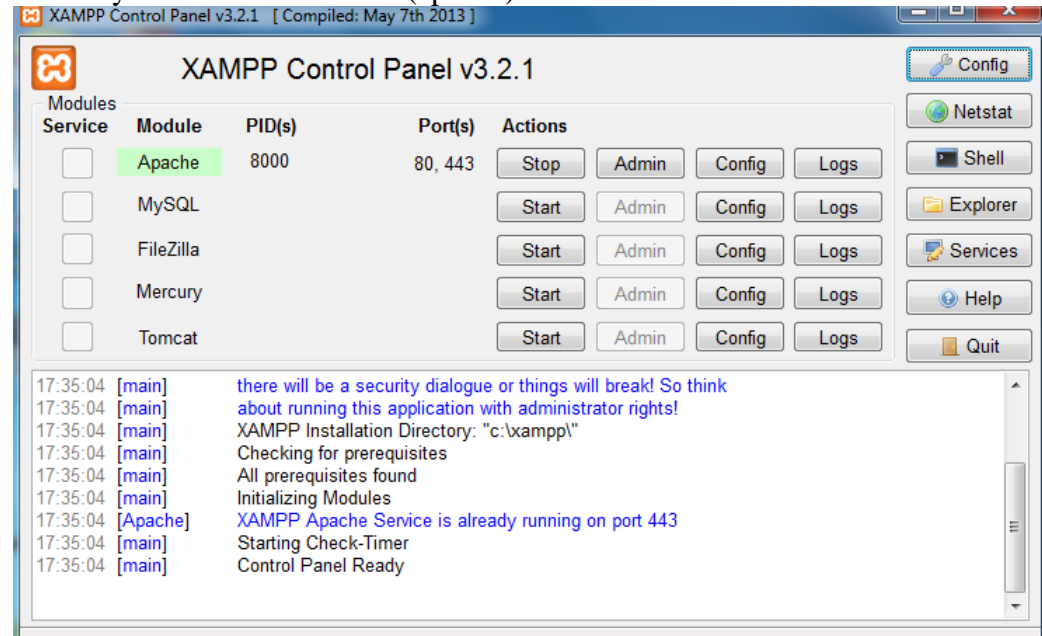 XAMPP Control Panel v3.2.1 [ Compiled: May 7th 2013 ]
XAMPP Control Panel v3.2.1
Config
Modules
Service Module PID(s) Port(s) Actions
Netstat
Apache 8000 80, 443 Stop Admin Config Logs
Shell
MySQL Start Admin Config Logs
Explorer
FileZilla Start Admin Config Logs
Services
Mercury Start Admin Config Logs
Help
Tomcat Start Admin Config Logs
Quit
17:35:04 [main] there will be a security dialogue or things will break! So think
17:35:04 [main] about running this application with administrator rights!
17:35:04 [main] XAMPP Installation Directory: "c:\xampp\"
17:35:04 [main] Checking for prerequisites
17:35:04 [main] All prerequisites found
17:35:04 [main] Initializing Modules
17:35:04 [Apache] XAMPP Apache Service is already running on port 443
17:35:04 [main] Starting Check-Timer
17:35:04 [main] Control Panel Ready